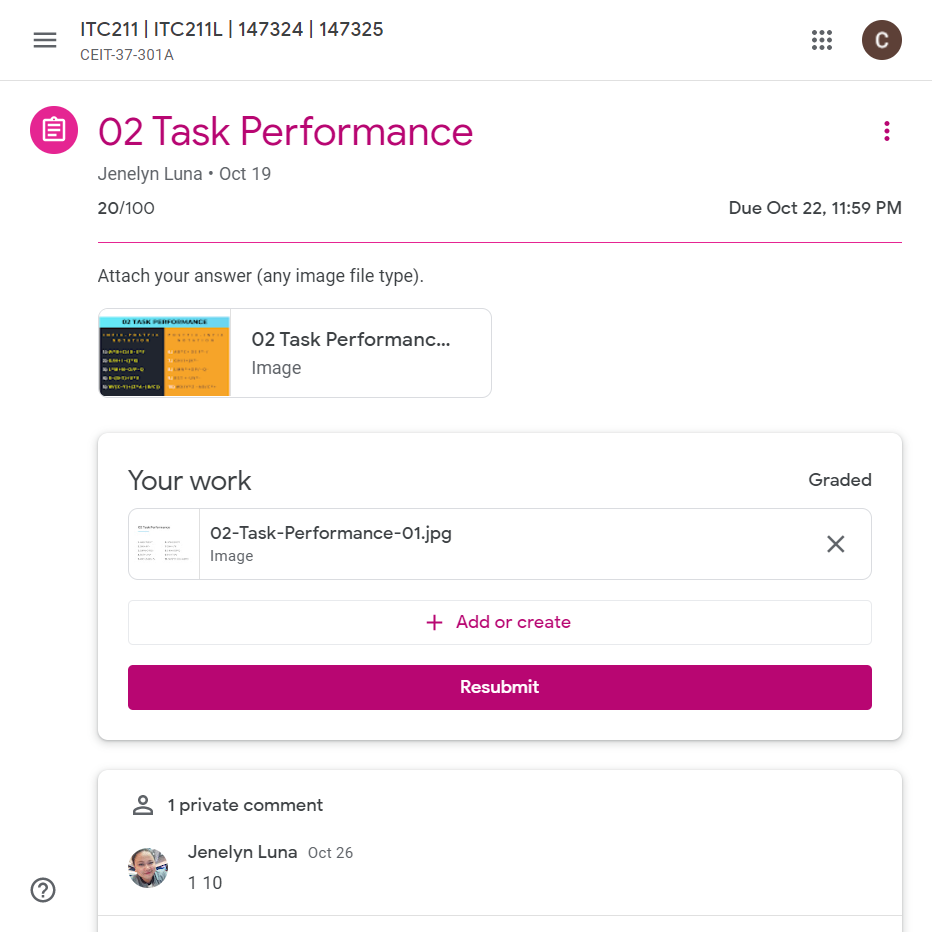 ITC211 | ITC211L | 147324 | 147325
CEIT-37-301A
C
02 Task Performance
Jenelyn Luna • Oct 19
20/100
Due Oct 22, 11:59 PM
Attach your answer (any image file type).
02 TASK PERFORMANCE
02 Task Performanc...
Image
Your work
Graded
02-Task-Performance-01.jpg
Image
+ Add or create
Resubmit
1 private comment
Jenelyn Luna Oct 26
1 10